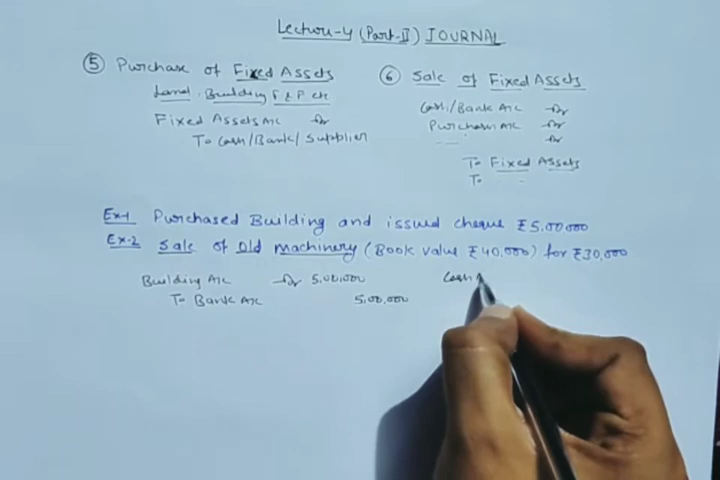 Lecture-4 (Part-II) JOURNAL
⑤ Purchase of Fixed Assets
Land, Building F & P etc
Fixed Assets A/c Dr
To Cash/Bank/Supplier
⑥ Sale of Fixed Assets
Cash/Bank A/c Dr
Purchaser A/c Dr
Dr
To Fixed Assets
To
Ex-1 Purchased Building and issued cheque ₹5,00,000
Ex-2 Sale of Old Machinery (Book value ₹40,000) for ₹30,000
Building A/c Dr 5,00,000
To Bank A/c 5,00,000
Cash A